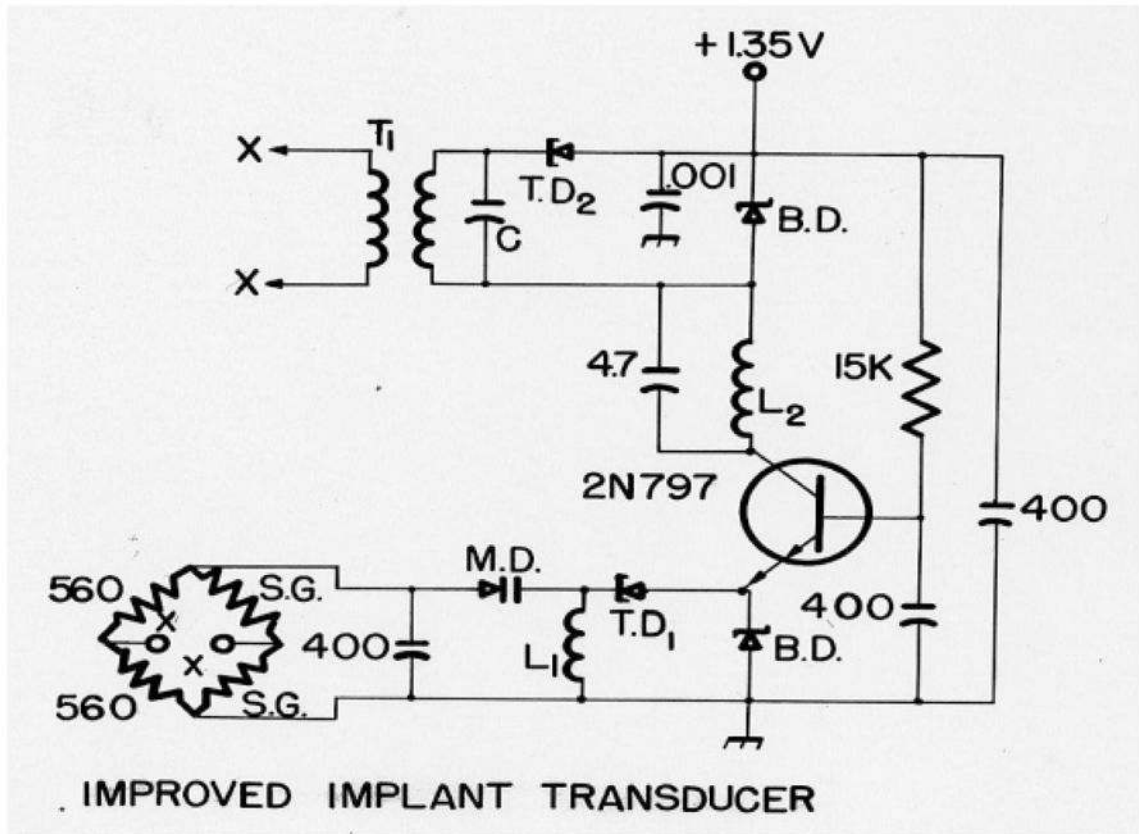 +1.35V
X
T1
T.D2
.001
B.D.
C
X
4.7
L2
15K
2N797
400
M.D.
560
S.G.
X
400
T.D1
400
L1
B.D.
X
560
S.G.
IMPROVED IMPLANT TRANSDUCER